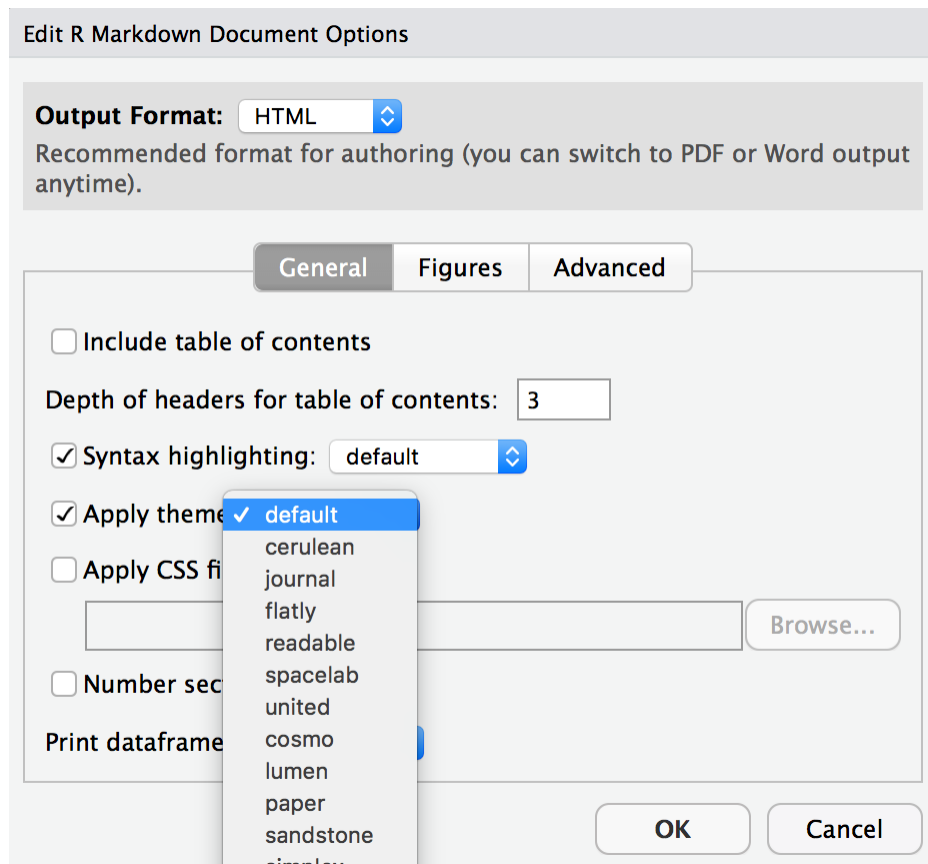 Edit R Markdown Document Options
Output Format: HTML
Recommended format for authoring (you can switch to PDF or Word output
anytime).
General Figures Advanced
Include table of contents
Depth of headers for table of contents: 3
Syntax highlighting: default
Apply theme
default
cerulean
journal
flatly
readable
spacelab
united
cosmo
lumen
paper
sandstone
Apply CSS
Browse...
Number
Print dataframe
OK Cancel